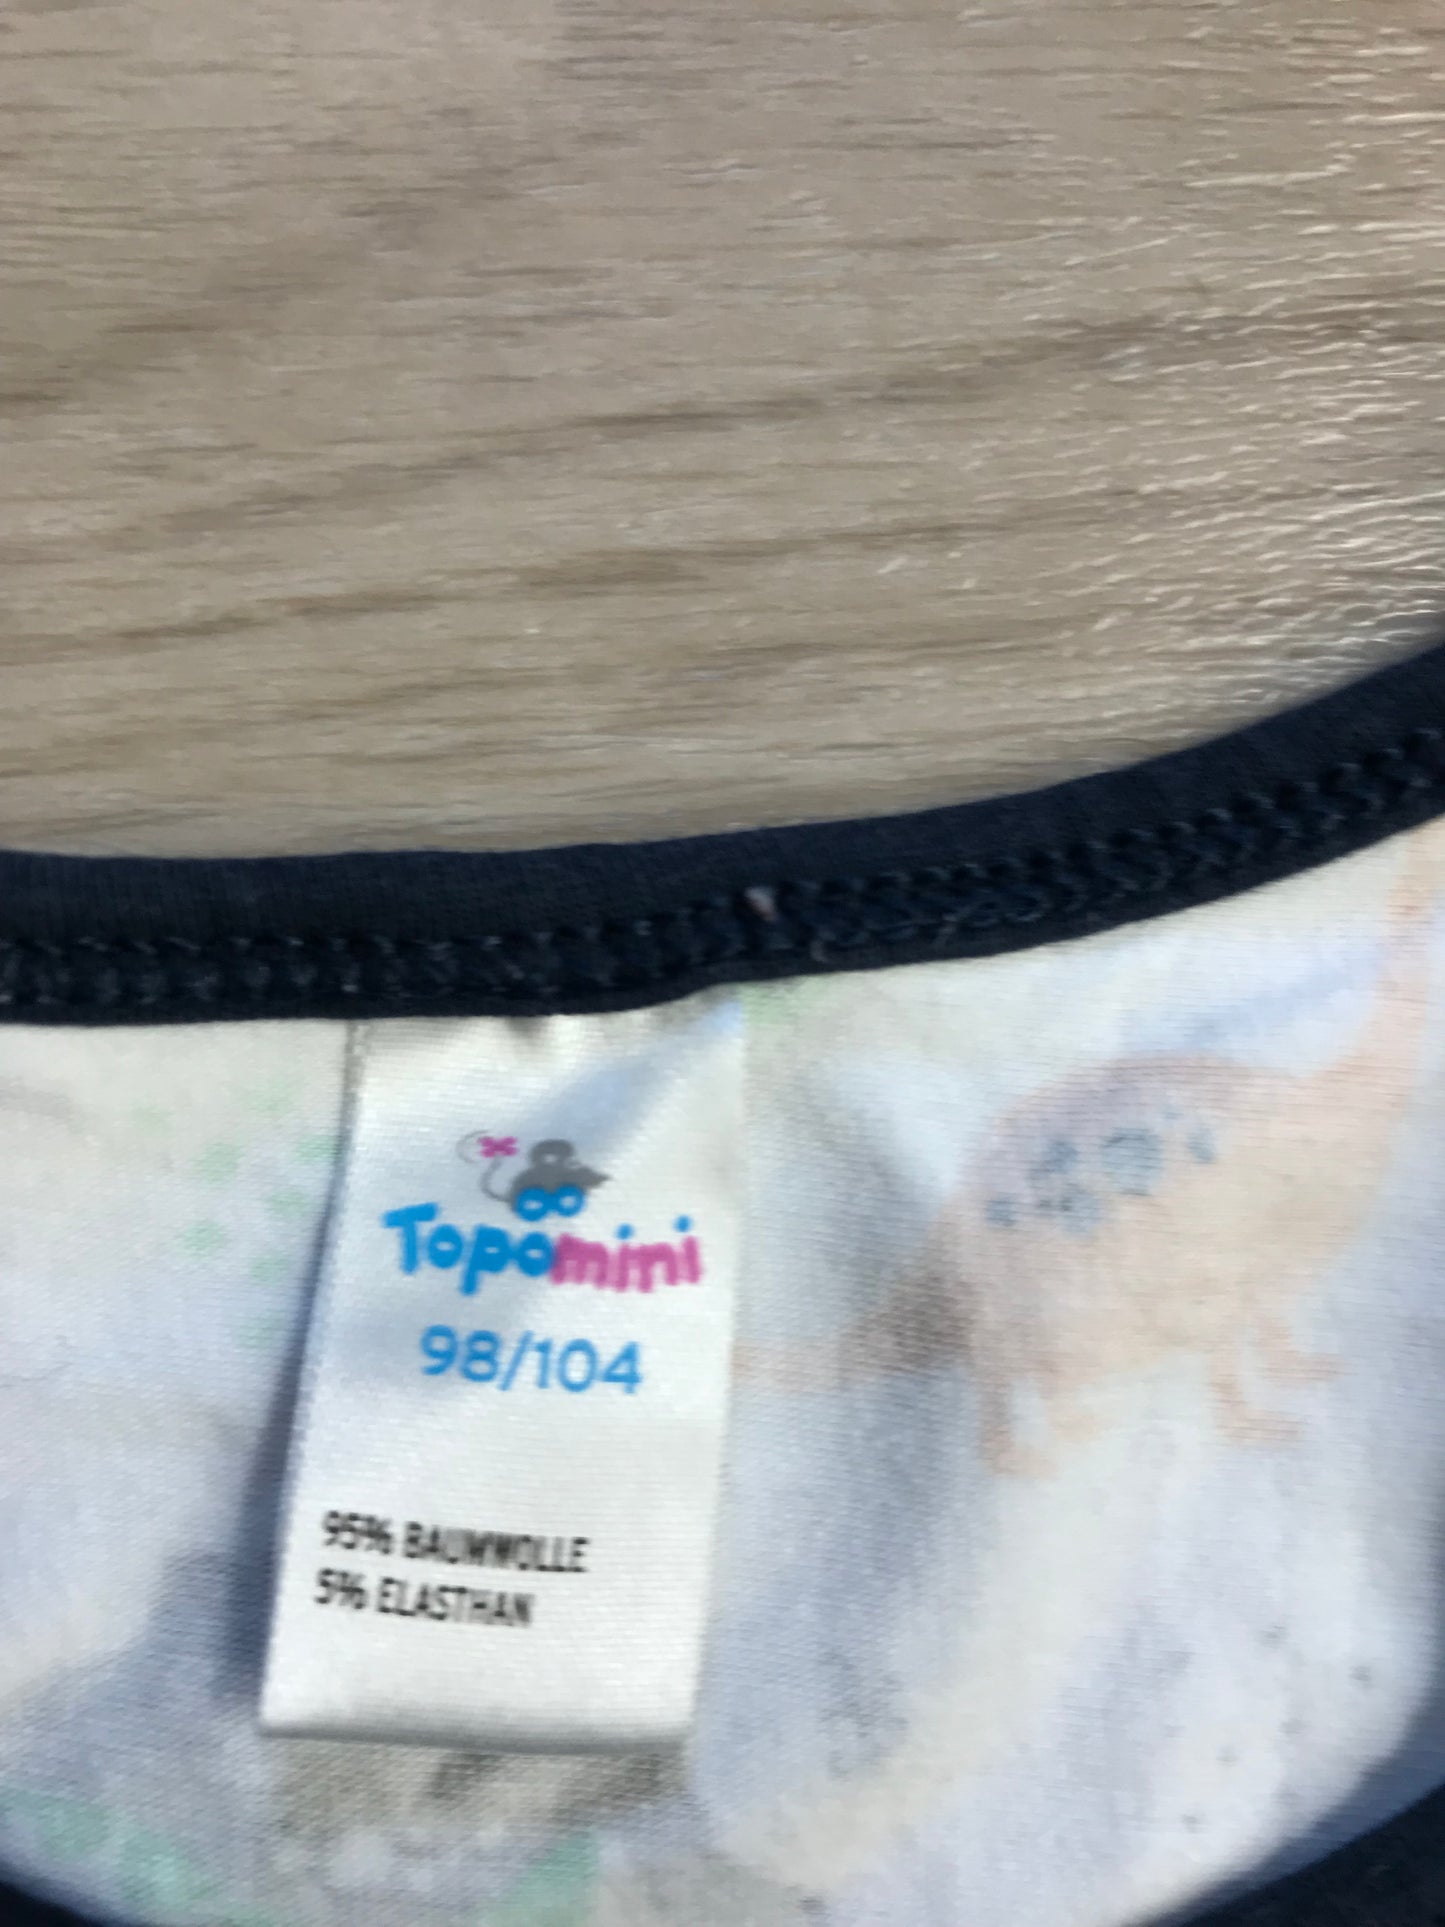 Topomini
98/104
95% BAUMWOLLE
5% ELASTHAN